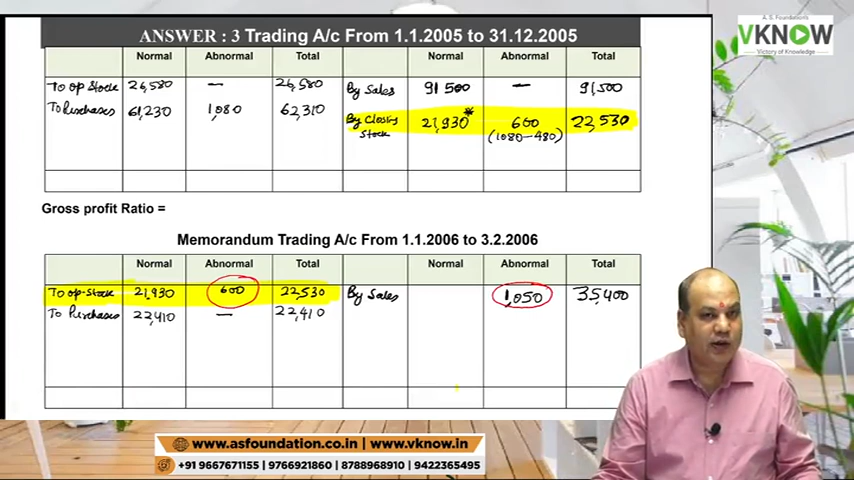 ANSWER : 3 Trading A/c From 1.1.2005 to 31.12.2005
A. S. Foundation's
VKNOW
Victory of Knowledge
Normal Abnormal Total Normal Abnormal Total
To Op Stock 26,580 — 26,580 By Sales 91500 — 91,500
To Purchases 61,230 1,080 62,310 By Closing Stock 21,930* 600 22,530
(1080-480)
Gross profit Ratio =
Memorandum Trading A/c From 1.1.2006 to 3.2.2006
Normal Abnormal Total Normal Abnormal Total
To op-Stock 21,930 600 22,530 By Sales 1,050 35,400
To Purchases 22,410 — 22,410
www.asfoundation.co.in | www.vknow.in
+91 9667671155 | 9766921860 | 8788968910 | 9422365495